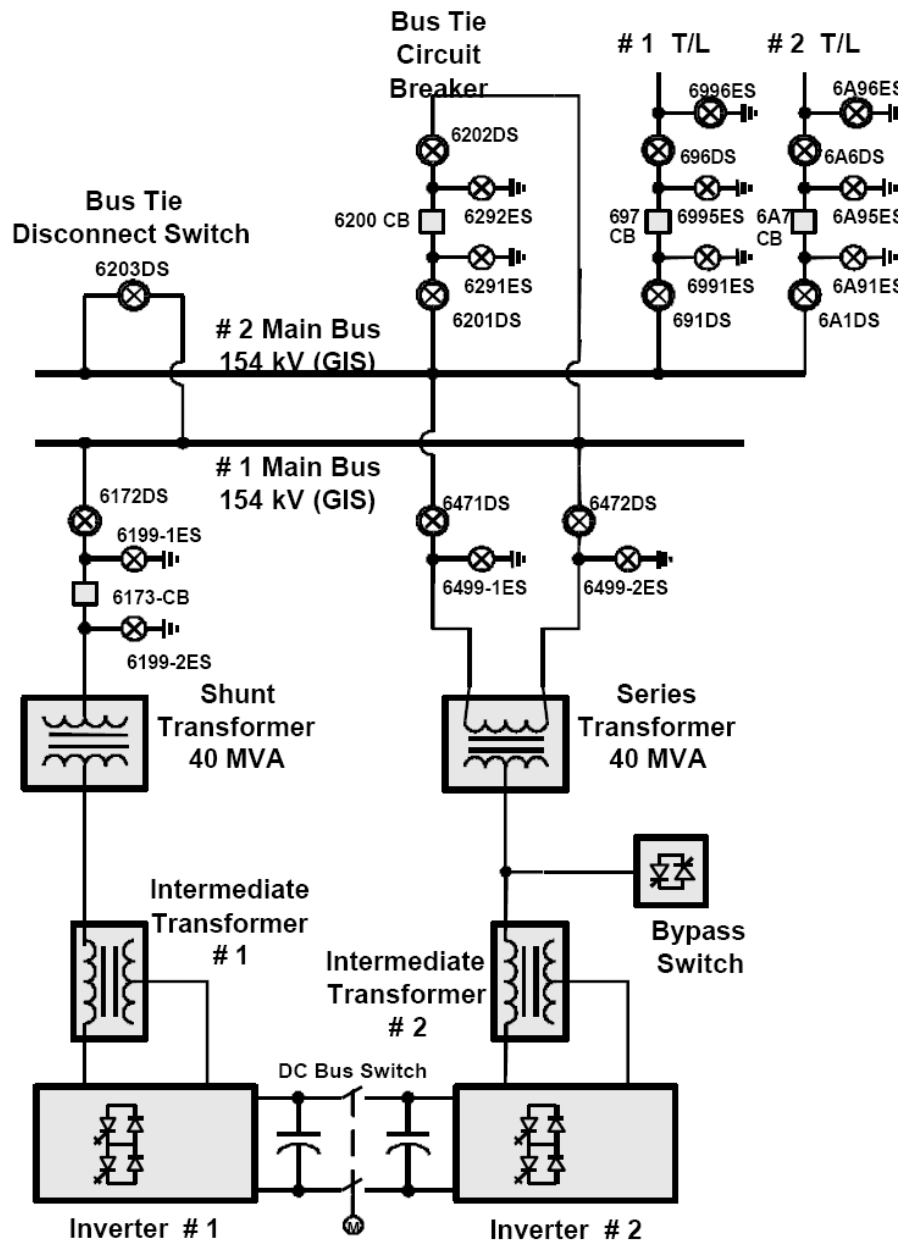 Bus Tie
Circuit
Breaker
# 1 T/L
# 2 T/L
6996ES
6A96ES
6202DS
696DS
6A6DS
6200 CB
6292ES
697
CB
6995ES
6A7
CB
6A95ES
Bus Tie
Disconnect Switch
6203DS
6291ES
6991ES
6A91ES
6201DS
691DS
6A1DS
# 2 Main Bus
154 kV (GIS)
# 1 Main Bus
154 kV (GIS)
6172DS
6471DS
6472DS
6199-1ES
6499-1ES
6499-2ES
6173-CB
6199-2ES
Shunt
Transformer
40 MVA
Series
Transformer
40 MVA
Intermediate
Transformer
# 1
Bypass
Switch
Intermediate
Transformer
# 2
DC Bus Switch
M
Inverter # 1
Inverter # 2